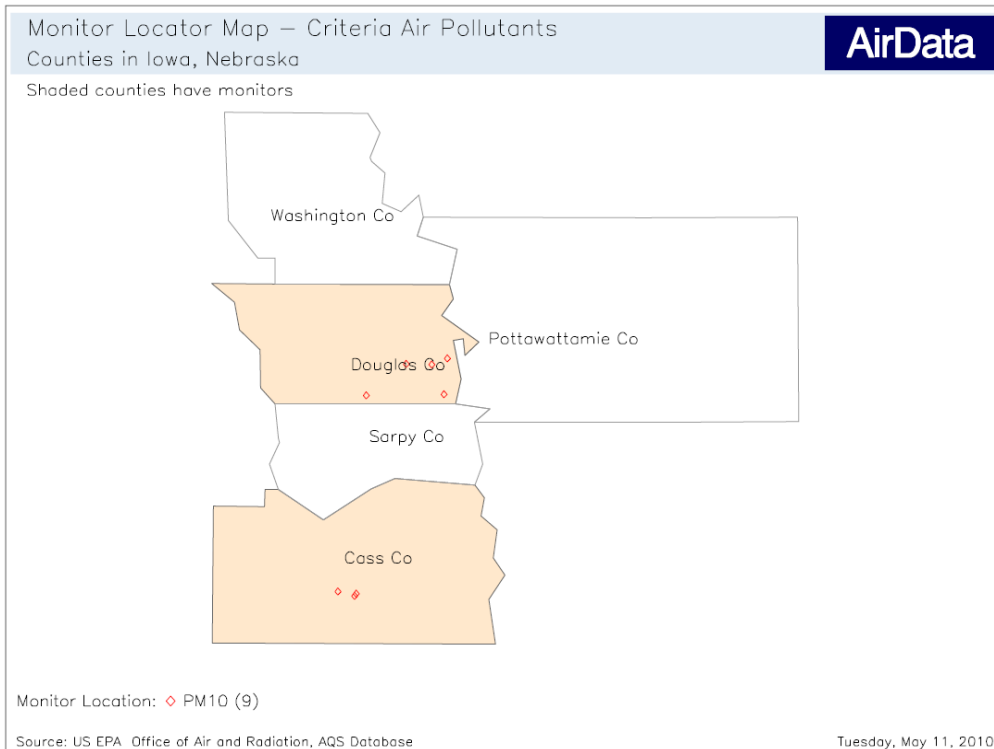 Monitor Locator Map – Criteria Air Pollutants
AirData
Counties in Iowa, Nebraska
Shaded counties have monitors
Washington Co
Pottawattamie Co
Douglas Co
Sarpy Co
Cass Co
Monitor Location: ◇ PM10 (9)
Source: US EPA Office of Air and Radiation, AQS Database
Tuesday, May 11, 2010